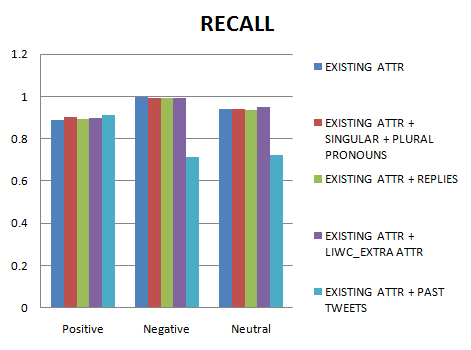 RECALL
1.2
1
0.8
0.6
0.4
0.2
0
Positive Negative Neutral
EXISTING ATTR
EXISTING ATTR +
SINGULAR + PLURAL
PRONOUNS
EXISTING ATTR + REPLIES
EXISTING ATTR +
LIWC_EXTRA ATTR
EXISTING ATTR + PAST
TWEETS